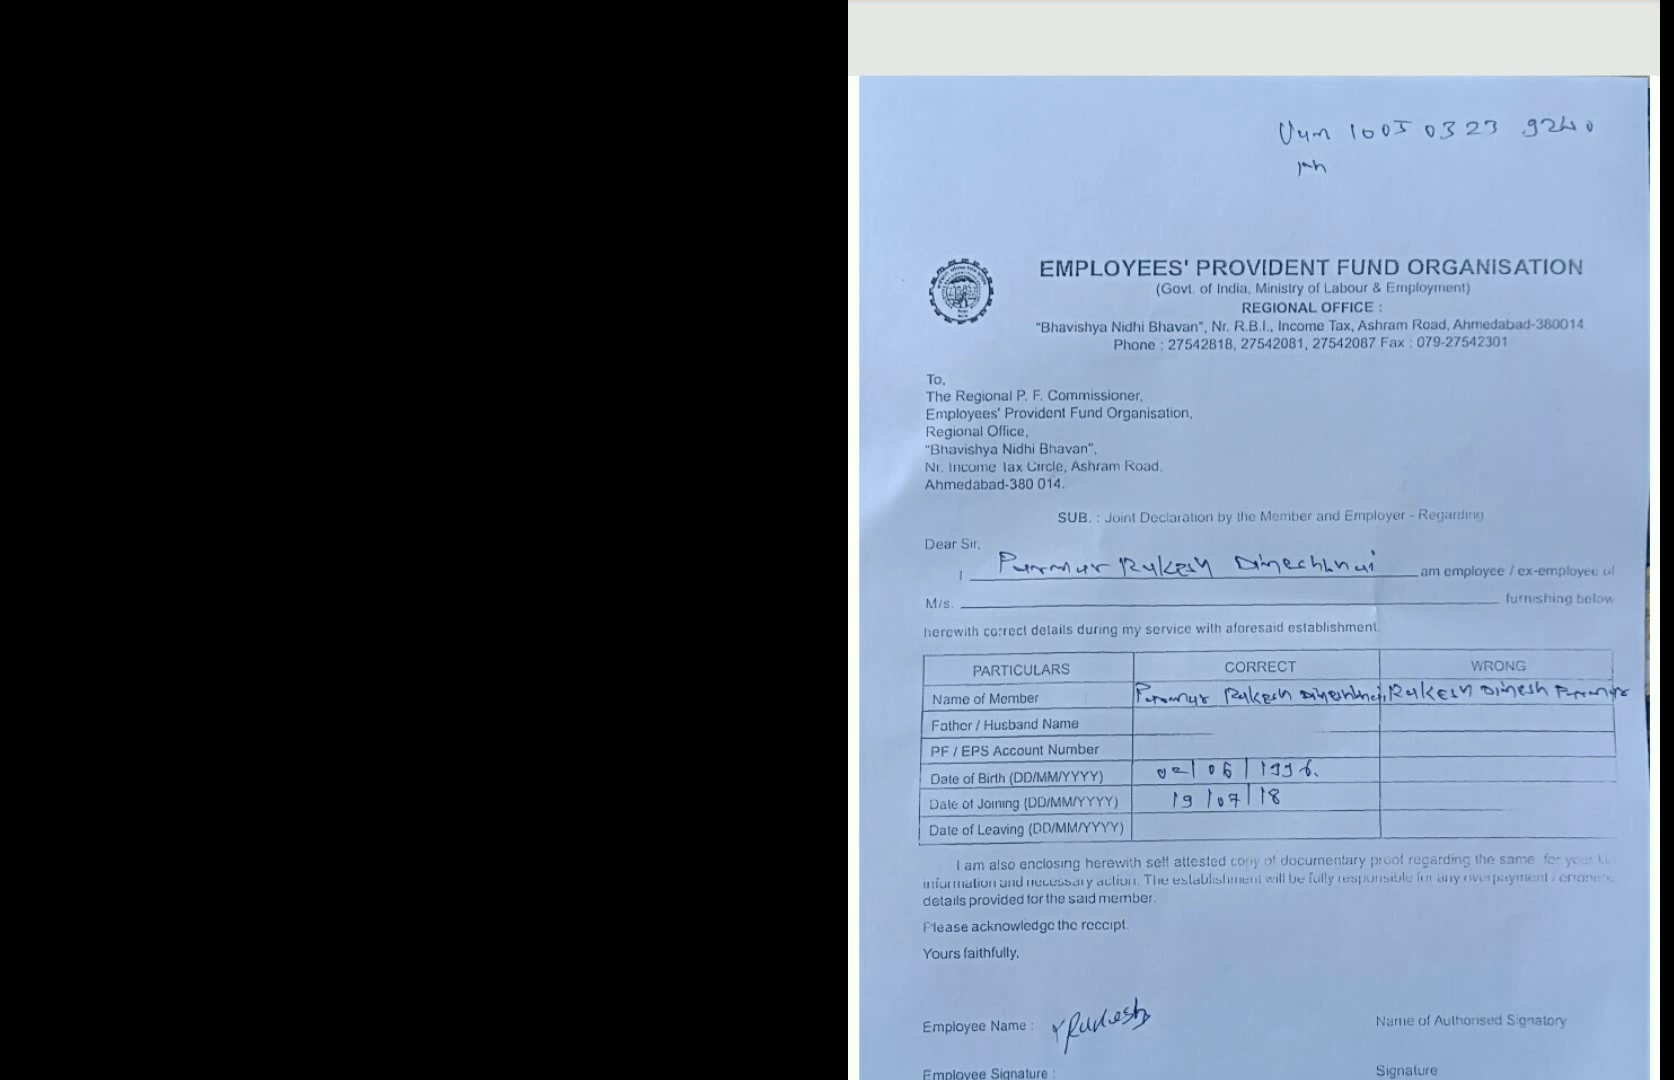 Uan 1005 0323 9240
EMPLOYEES' PROVIDENT FUND ORGANISATION
(Govt. of India, Ministry of Labour & Employment)
REGIONAL OFFICE :
"Bhavishya Nidhi Bhavan", Nr. R.B.I., Income Tax, Ashram Road, Ahmedabad-380014
Phone : 27542818, 27542081, 27542087 Fax : 079-27542301
To,
The Regional P. F. Commissioner,
Employees' Provident Fund Organisation,
Regional Office,
"Bhavishya Nidhi Bhavan",
Nr. Income Tax Circle, Ashram Road,
Ahmedabad-380 014.
SUB. : Joint Declaration by the Member and Employer - Regarding
Dear Sir,
I Parmar Rakesh Dineshbhai am employee / ex-employee of
M/s. furnishing below
herewith correct details during my service with aforesaid establishment.
PARTICULARS CORRECT WRONG
Name of Member Parmar Rakesh Dineshbhai Rakesh Dinesh Parmar
Father / Husband Name
PF / EPS Account Number
Date of Birth (DD/MM/YYYY) 02/06/1996.
Date of Joining (DD/MM/YYYY) 19/07/18
Date of Leaving (DD/MM/YYYY)
I am also enclosing herewith self attested copy of documentary proof regarding the same for your
information and necessary action. The establishment will be fully responsible for any overpayment /
details provided for the said member.
Please acknowledge the receipt.
Yours faithfully,
Employee Name : Rakesh Name of Authorised Signatory
Employee Signature : Signature